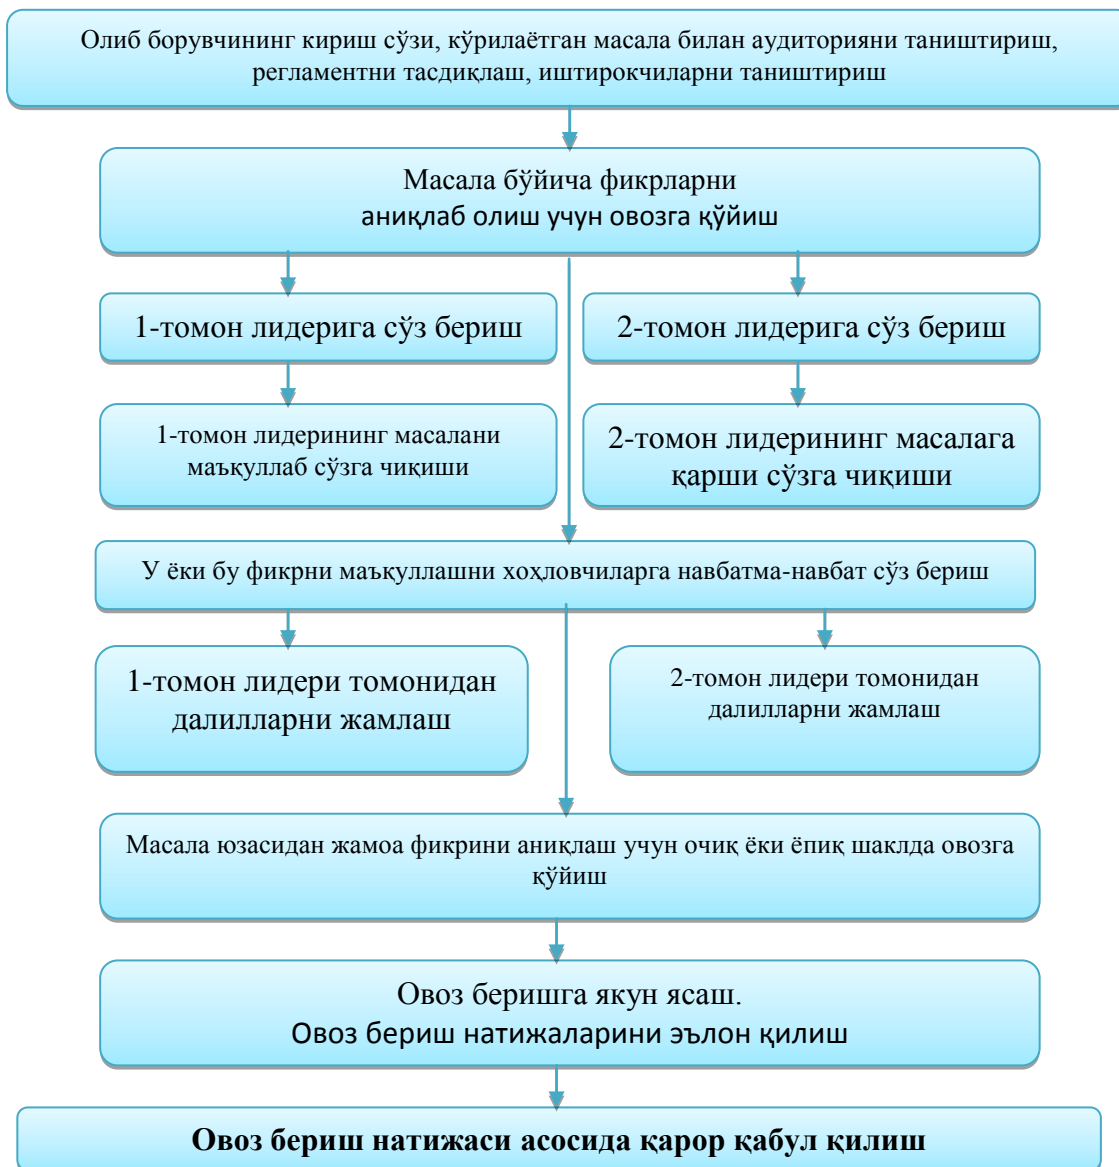 Олиб борувчининг кириш сўзи, кўрилаётган масала билан аудиторияни таништириш,
регламентни тасдиқлаш, иштирокчиларни таништириш
Масала бўйича фикрларни
аниқлаб олиш учун овозга қўйиш
1-томон лидерига сўз бериш
2-томон лидерига сўз бериш
1-томон лидерининг масалани
маъқуллаб сўзга чиқиши
2-томон лидерининг масалага
қарши сўзга чиқиши
У ёки бу фикрни маъқуллашни хоҳловчиларга навбатма-навбат сўз бериш
1-томон лидери томонидан
далилларни жамлаш
2-томон лидери томонидан
далилларни жамлаш
Масала юзасидан жамоа фикрини аниқлаш учун очиқ ёки ёпиқ шаклда овозга
қўйиш
Овоз беришга якун ясаш.
Овоз бериш натижаларини эълон қилиш
Овоз бериш натижаси асосида қарор қабул қилиш